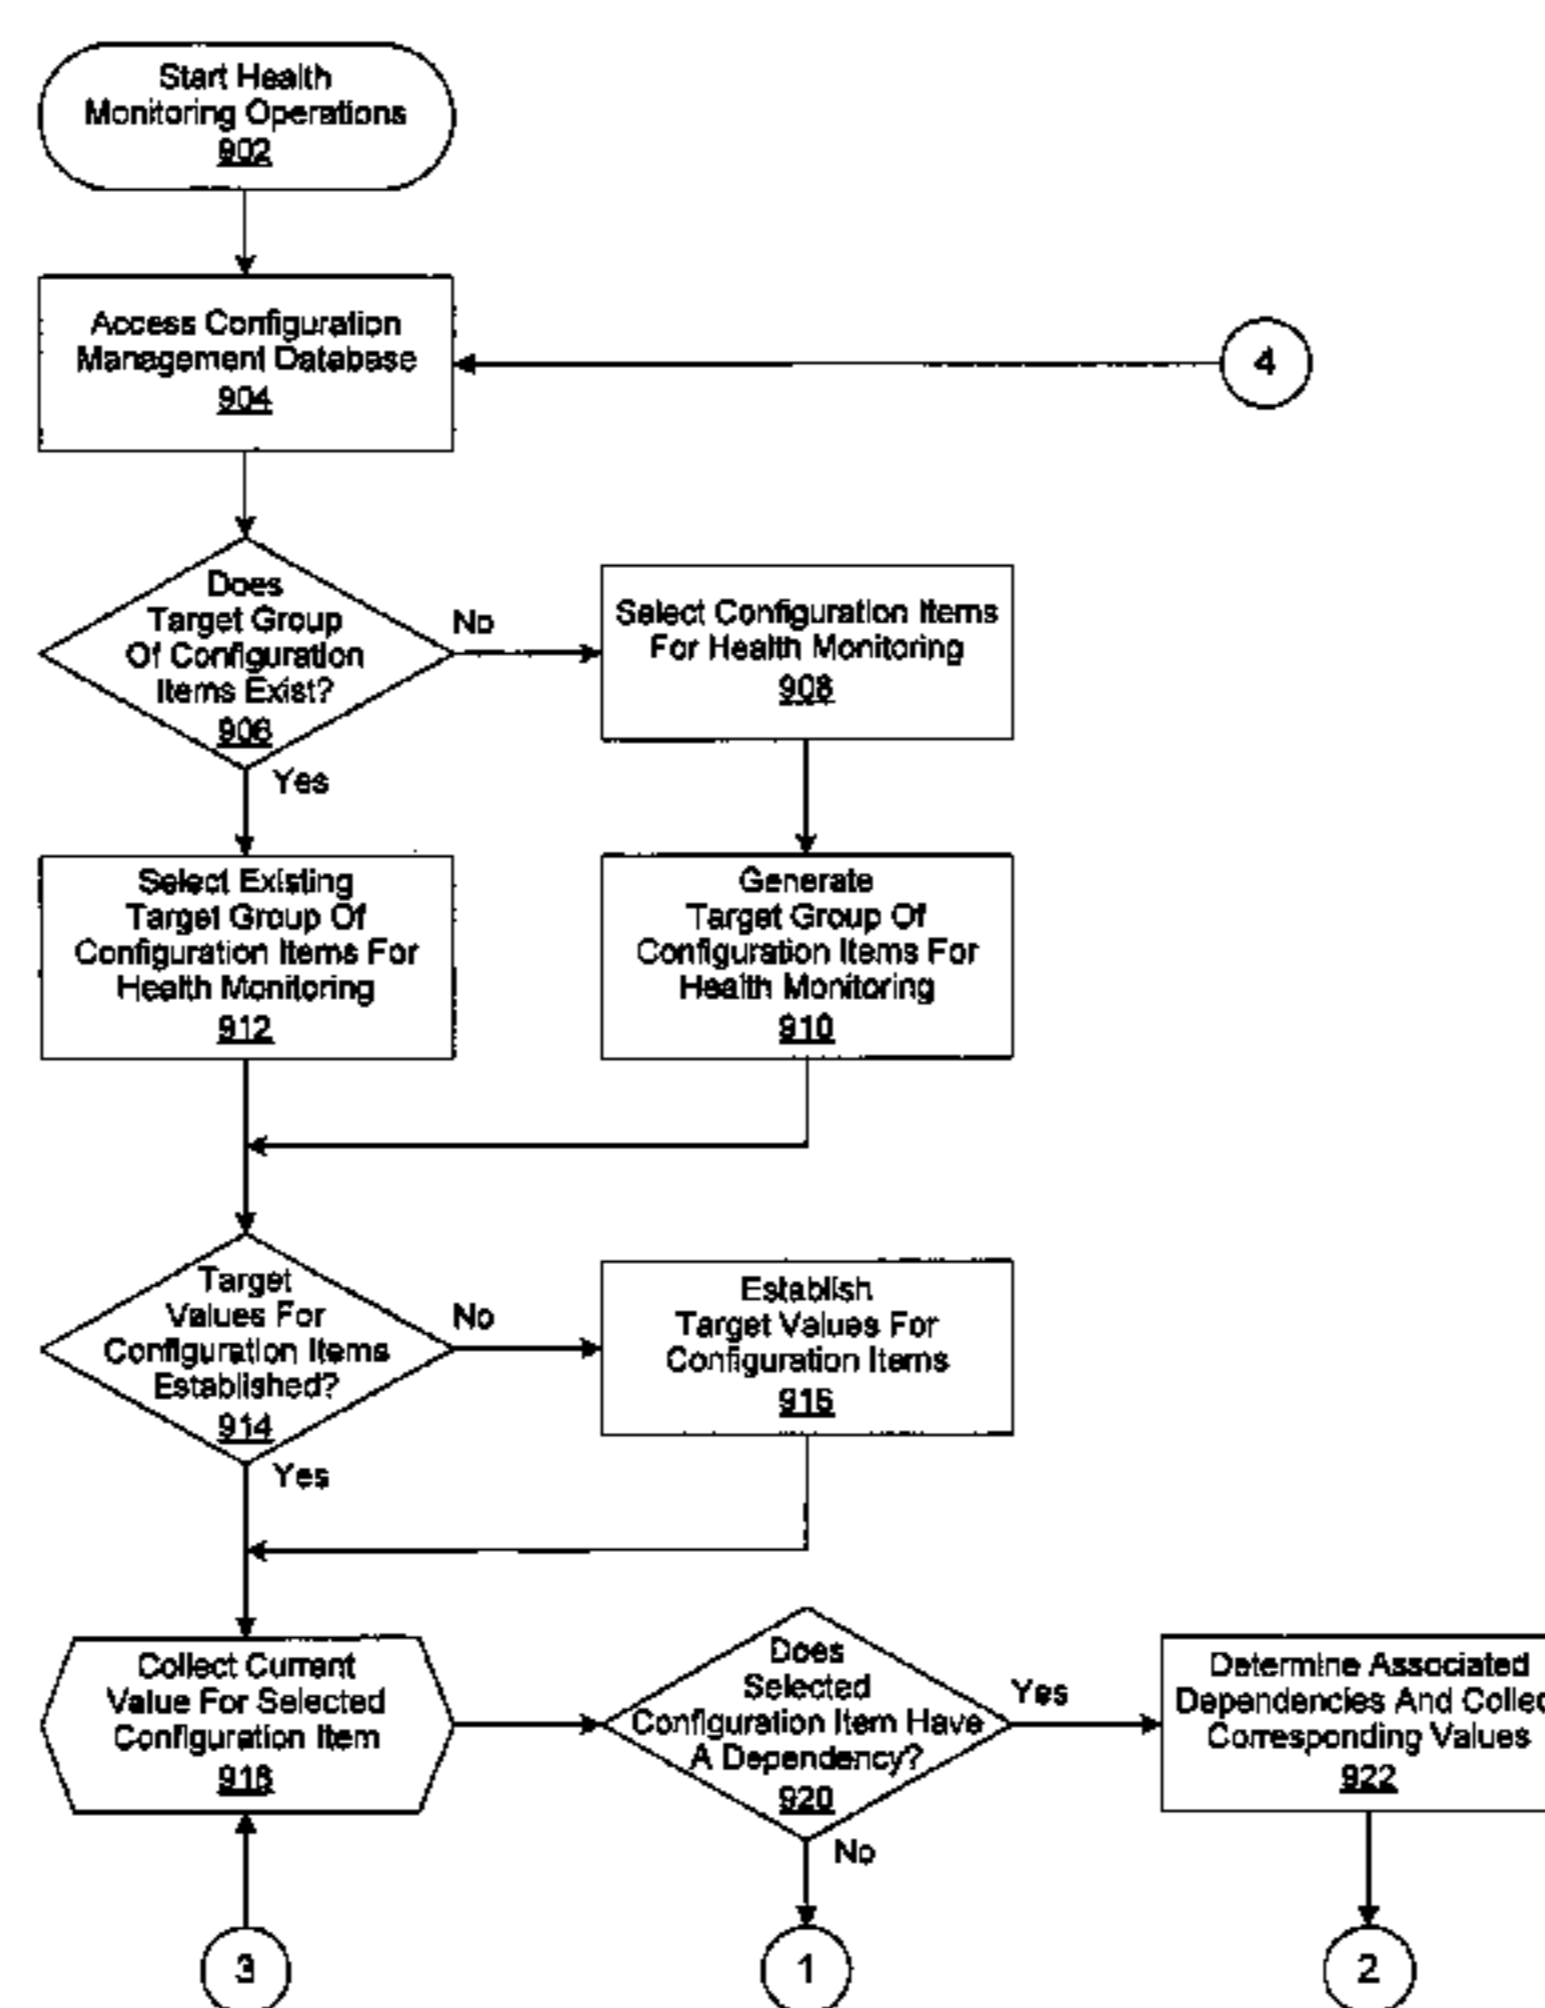 Start Health
Monitoring Operations
902
Access Configuration
Management Database
904
4
Does
Target Group
Of Configuration
Items Exist?
906
No
Yes
Select Configuration Items
For Health Monitoring
908
Select Existing
Target Group Of
Configuration Items For
Health Monitoring
912
Generate
Target Group Of
Configuration Items For
Health Monitoring
910
Target
Values For
Configuration Items
Established?
914
No
Yes
Establish
Target Values For
Configuration Items
916
Collect Current
Value For Selected
Configuration Item
918
Does
Selected
Configuration Item Have
A Dependency?
920
Yes
No
Determine Associated
Dependencies And Collec
Corresponding Values
922
3
1
2